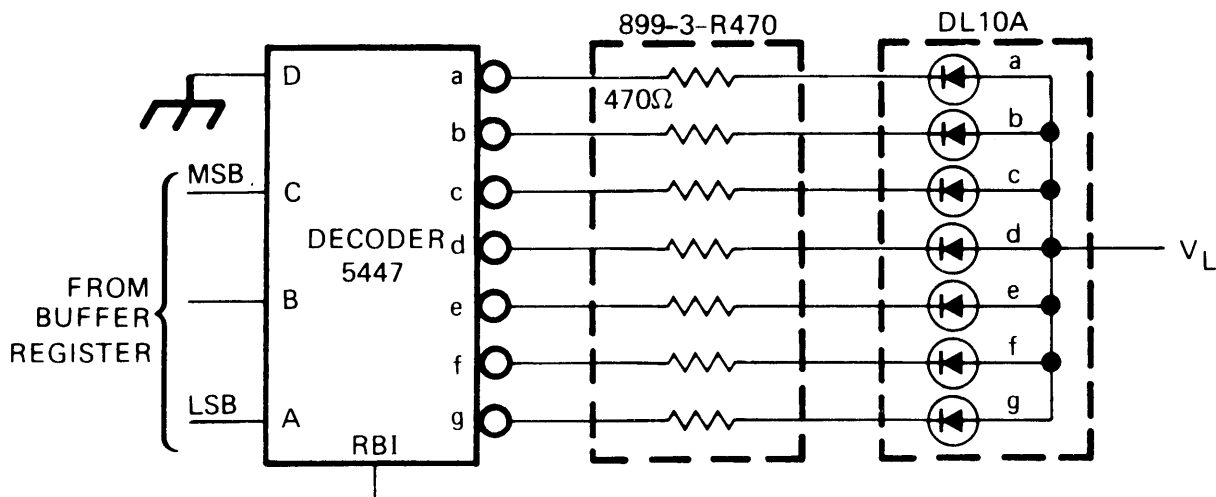 899-3-R470
DL10A
D
a
470Ω
a
b
b
MSB
C
c
c
DECODER
5447
d
d
V_L
FROM
BUFFER
REGISTER
B
e
e
f
f
LSB
A
g
g
RBI